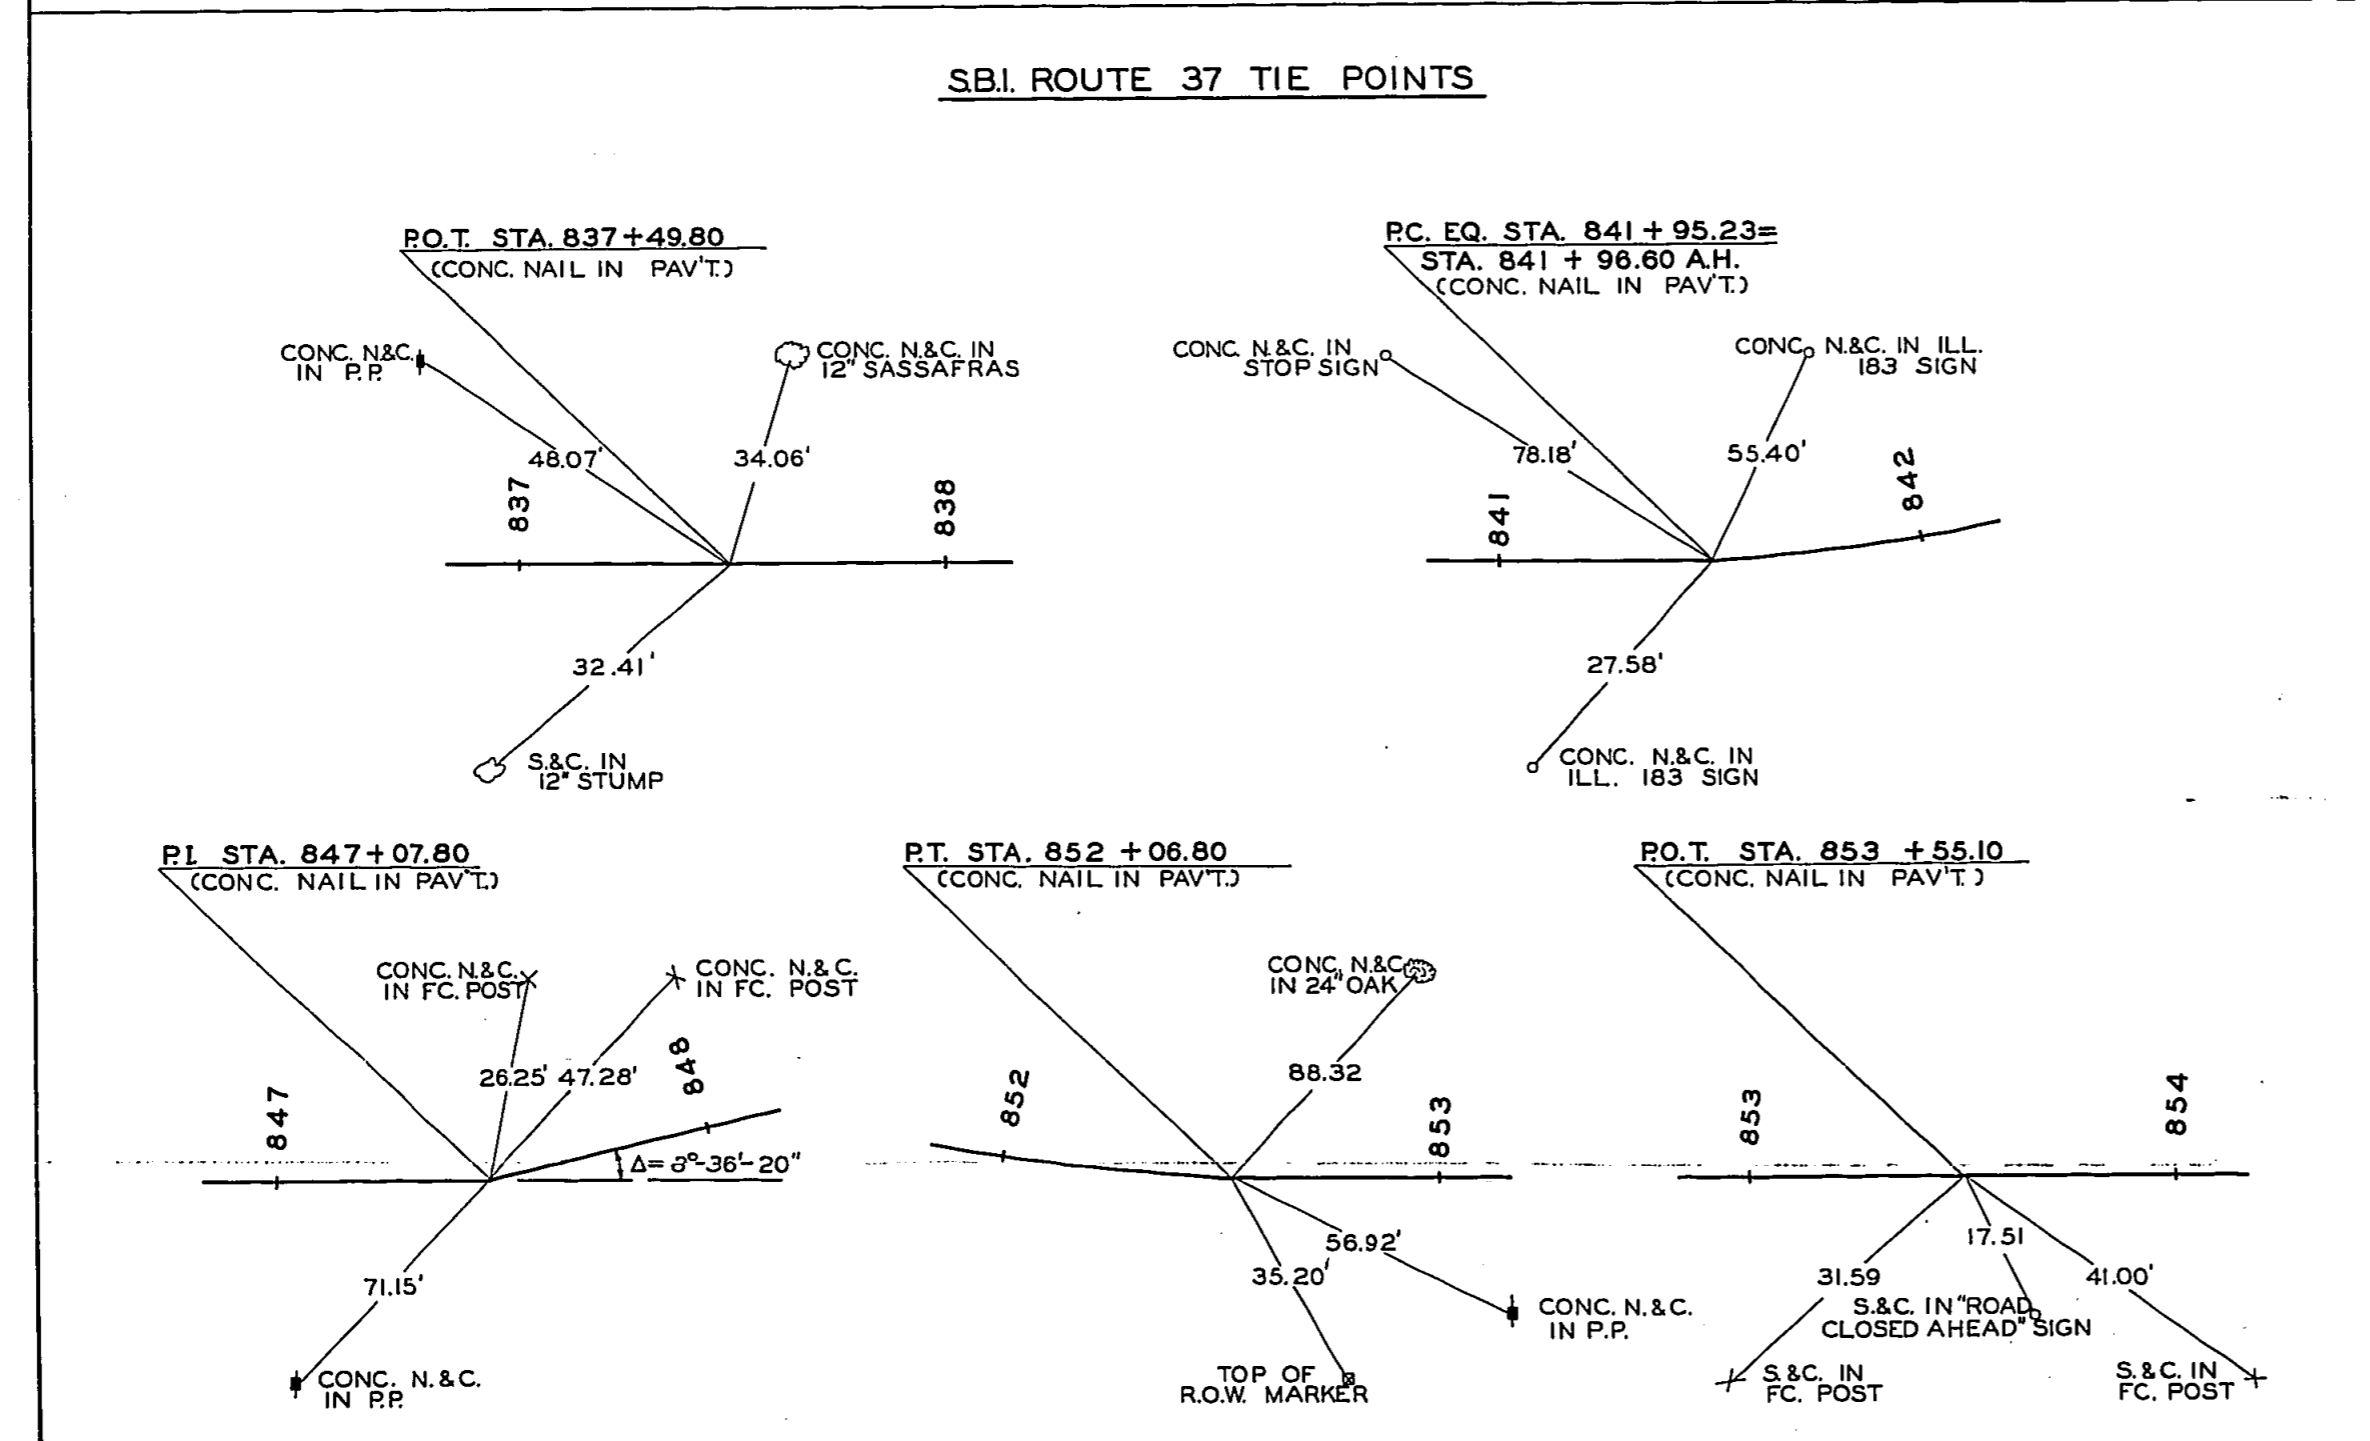 S.B.I. ROUTE 37 TIE POINTS
P.O.T. STA. 837+49.80
(CONC. NAIL IN PAV'T.)
CONC. N.&C.
IN P.P.
CONC. N.&C. IN
12" SASSAFRAS
48.07'
34.06'
837
838
32.41'
S.&C. IN
12" STUMP
P.C. EQ. STA. 841 + 95.23=
STA. 841 + 96.60 A.H.
(CONC. NAIL IN PAV'T.)
CONC. N.&C. IN
STOP SIGN
CONC. N.&C. IN ILL.
183 SIGN
78.18'
55.40'
841
842
27.58'
CONC. N.&C. IN
ILL. 183 SIGN
P.I. STA. 847+07.80
(CONC. NAIL IN PAV'T.)
CONC. N.&C.
IN FC. POST
CONC. N.&C.
IN FC. POST
26.25' 47.28'
847
848
Δ= 8°-36'-20"
71.15'
CONC. N.&C.
IN P.P.
P.T. STA. 852 +06.80
(CONC. NAIL IN PAV'T.)
CONC. N.&C.
IN 24" OAK
88.32
852
853
56.92'
35.20'
CONC. N.&C.
IN P.P.
TOP OF
R.O.W. MARKER
P.O.T. STA. 853 +55.10
(CONC. NAIL IN PAV'T.)
853
854
17.51
31.59
41.00'
S.&C. IN "ROAD
CLOSED AHEAD" SIGN
S.&C. IN
FC. POST
S.&C. IN
FC. POST